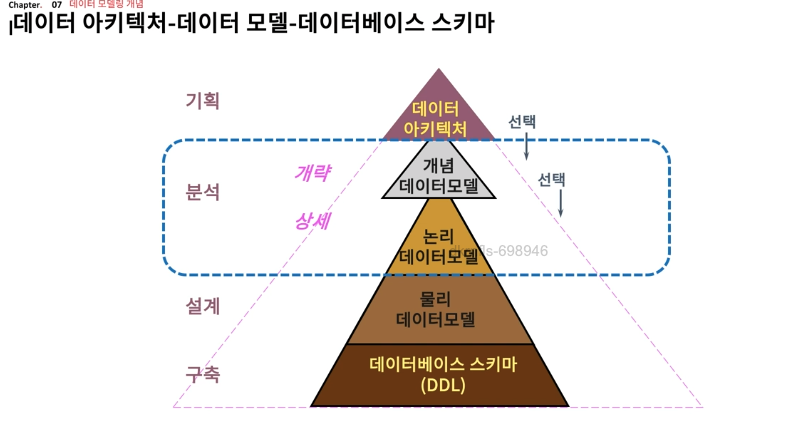 Chapter. 07 데이터 모델링 개념
데이터 아키텍처-데이터 모델-데이터베이스 스키마
기획
데이터
아키텍처
선택
분석
개략
개념
데이터모델
선택
상세
논리
데이터모델
s-698946
설계
물리
데이터모델
구축
데이터베이스 스키마
(DDL)